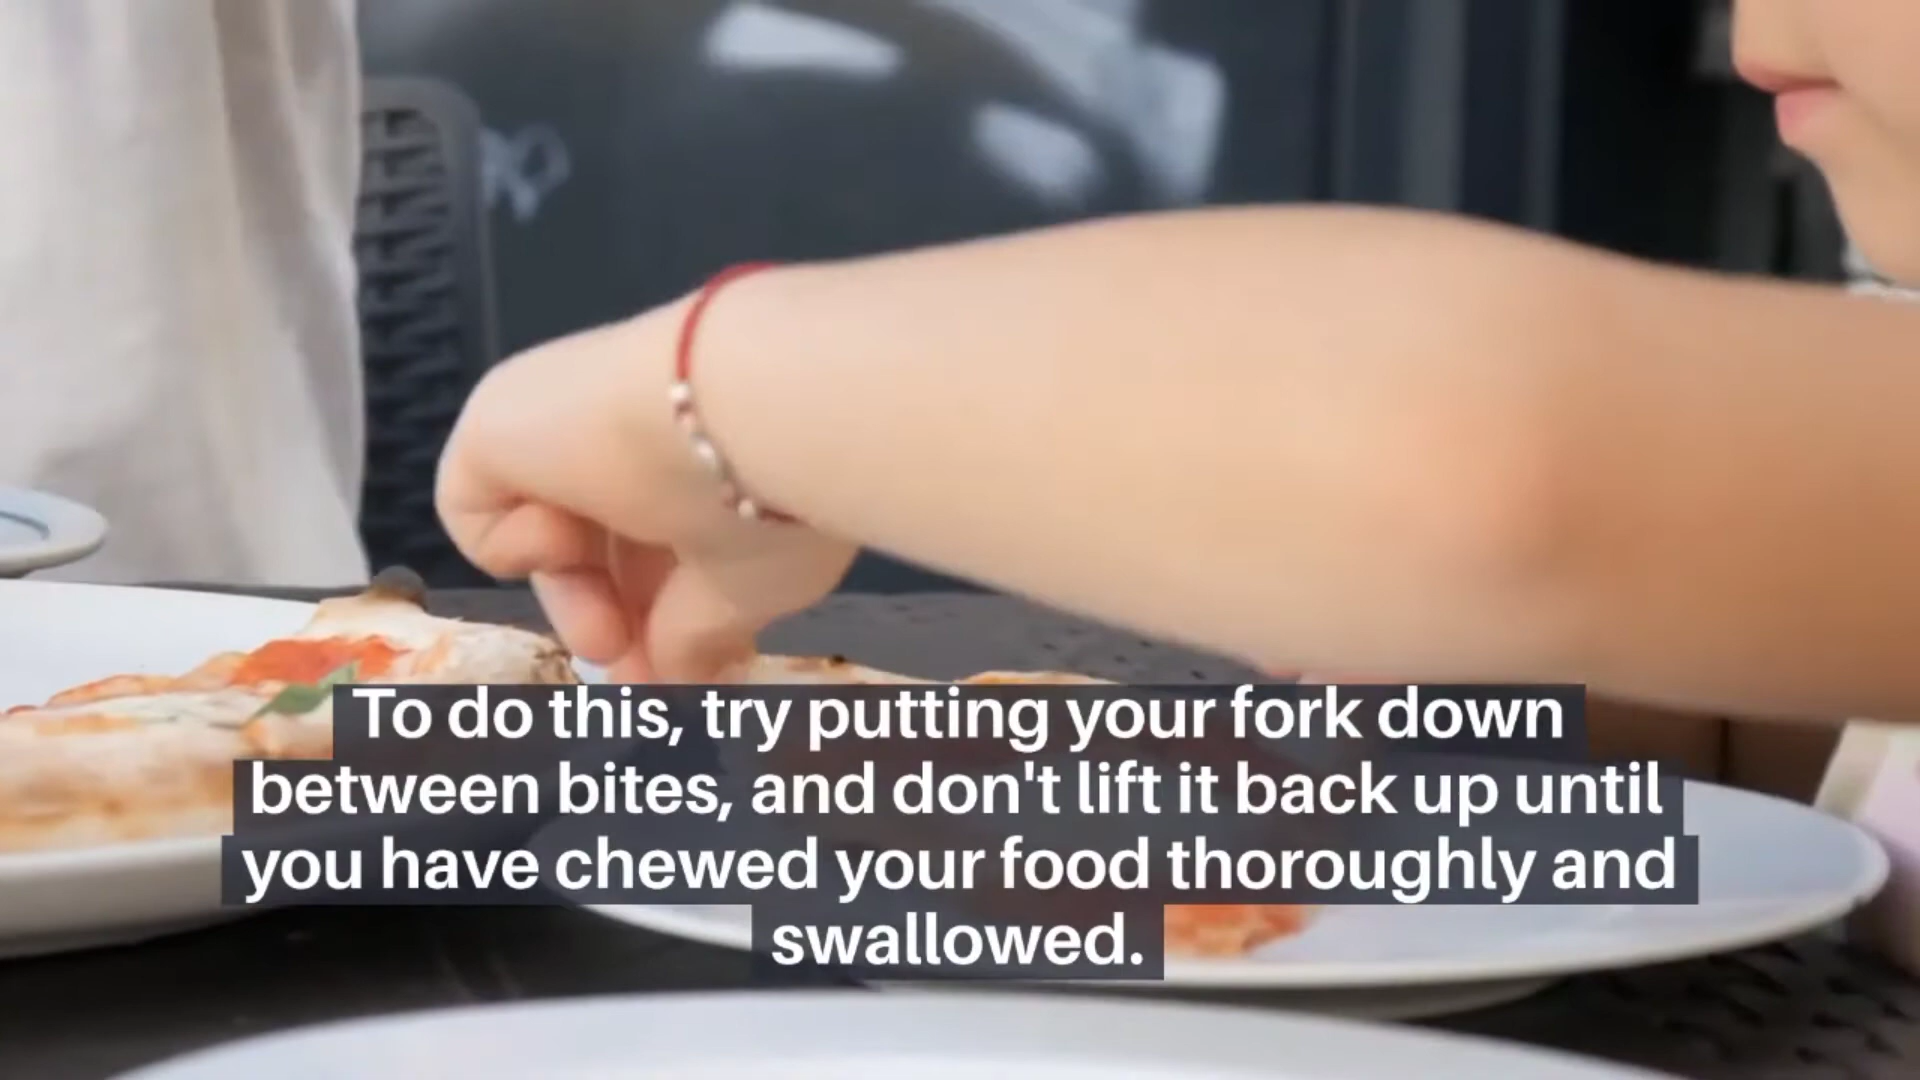 To do this, try putting your fork down
between bites, and don't lift it back up until
you have chewed your food thoroughly and
swallowed.